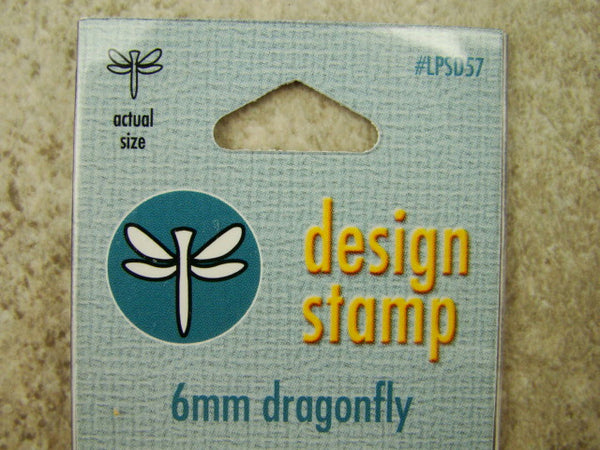 #LPSD57
actual
size
design
stamp
6mm dragonfly